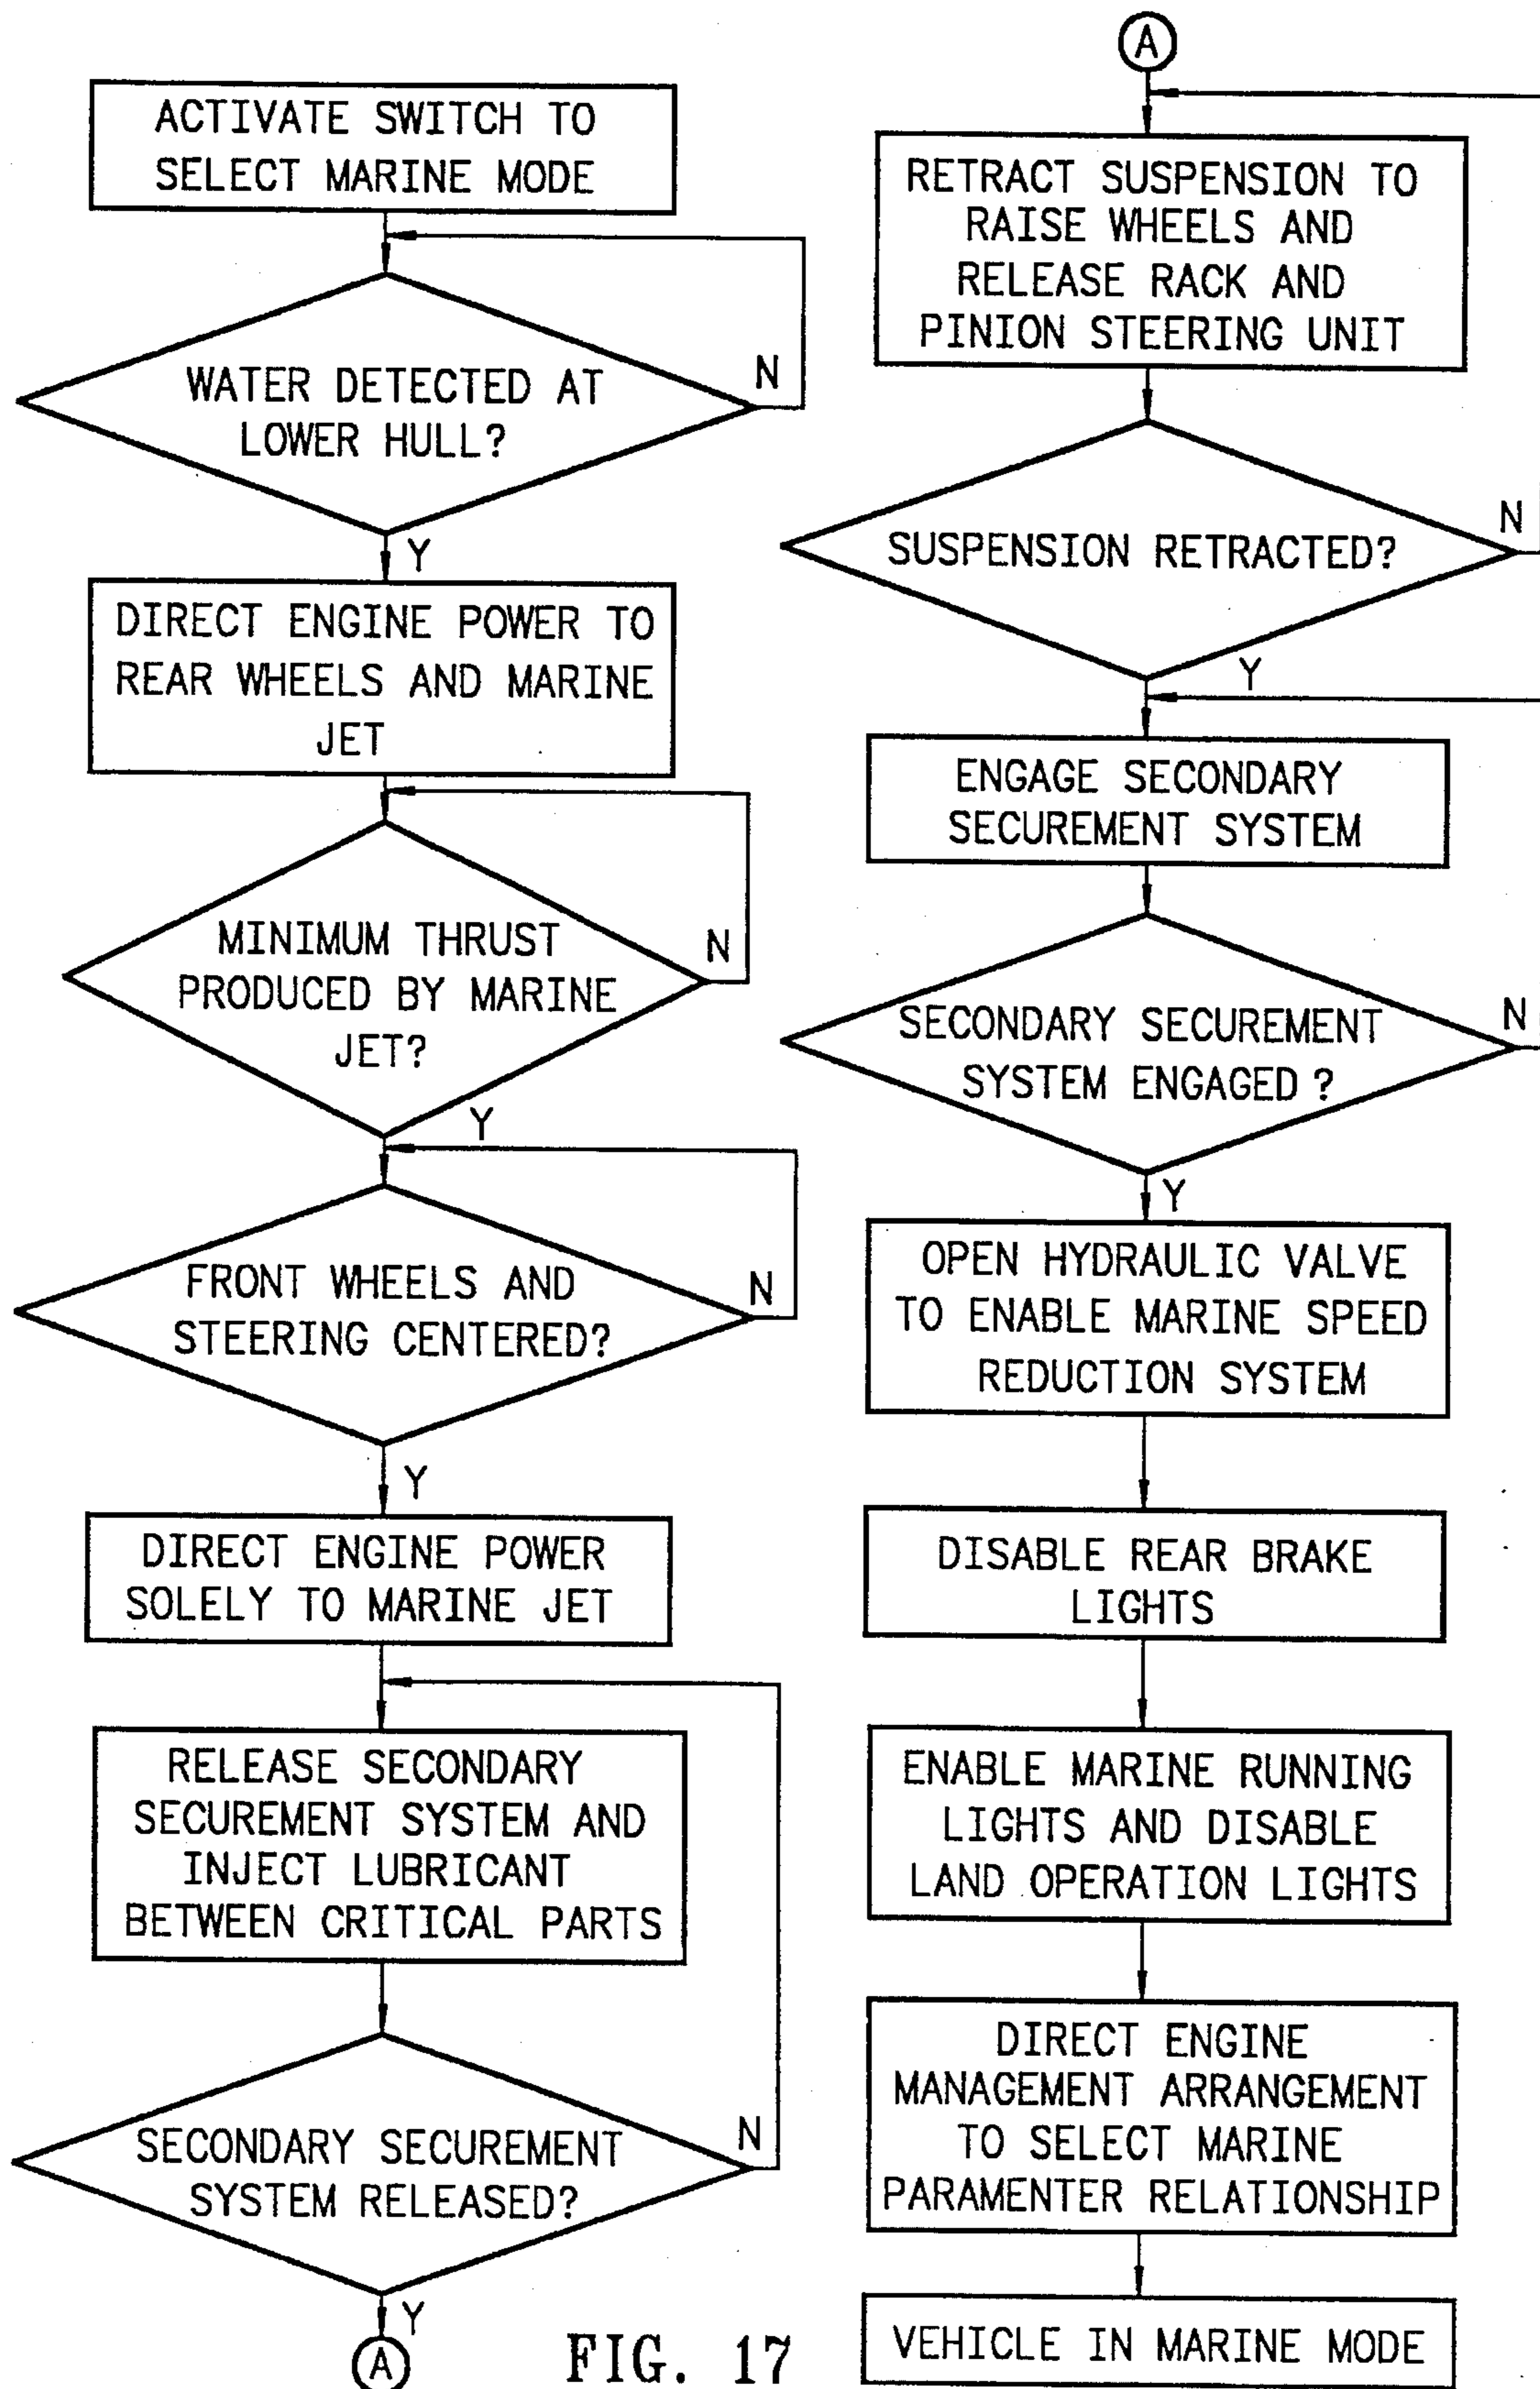 ACTIVATE SWITCH TO
SELECT MARINE MODE
WATER DETECTED AT
LOWER HULL?
N
Y
DIRECT ENGINE POWER TO
REAR WHEELS AND MARINE
JET
MINIMUM THRUST
PRODUCED BY MARINE
JET?
N
Y
FRONT WHEELS AND
STEERING CENTERED?
N
Y
DIRECT ENGINE POWER
SOLELY TO MARINE JET
RELEASE SECONDARY
SECUREMENT SYSTEM AND
INJECT LUBRICANT
BETWEEN CRITICAL PARTS
SECONDARY SECUREMENT
SYSTEM RELEASED?
N
Y
A
A
RETRACT SUSPENSION TO
RAISE WHEELS AND
RELEASE RACK AND
PINION STEERING UNIT
SUSPENSION RETRACTED?
N
Y
ENGAGE SECONDARY
SECUREMENT SYSTEM
SECONDARY SECUREMENT
SYSTEM ENGAGED?
N
Y
OPEN HYDRAULIC VALVE
TO ENABLE MARINE SPEED
REDUCTION SYSTEM
DISABLE REAR BRAKE
LIGHTS
ENABLE MARINE RUNNING
LIGHTS AND DISABLE
LAND OPERATION LIGHTS
DIRECT ENGINE
MANAGEMENT ARRANGEMENT
TO SELECT MARINE
PARAMENTER RELATIONSHIP
VEHICLE IN MARINE MODE
FIG. 17